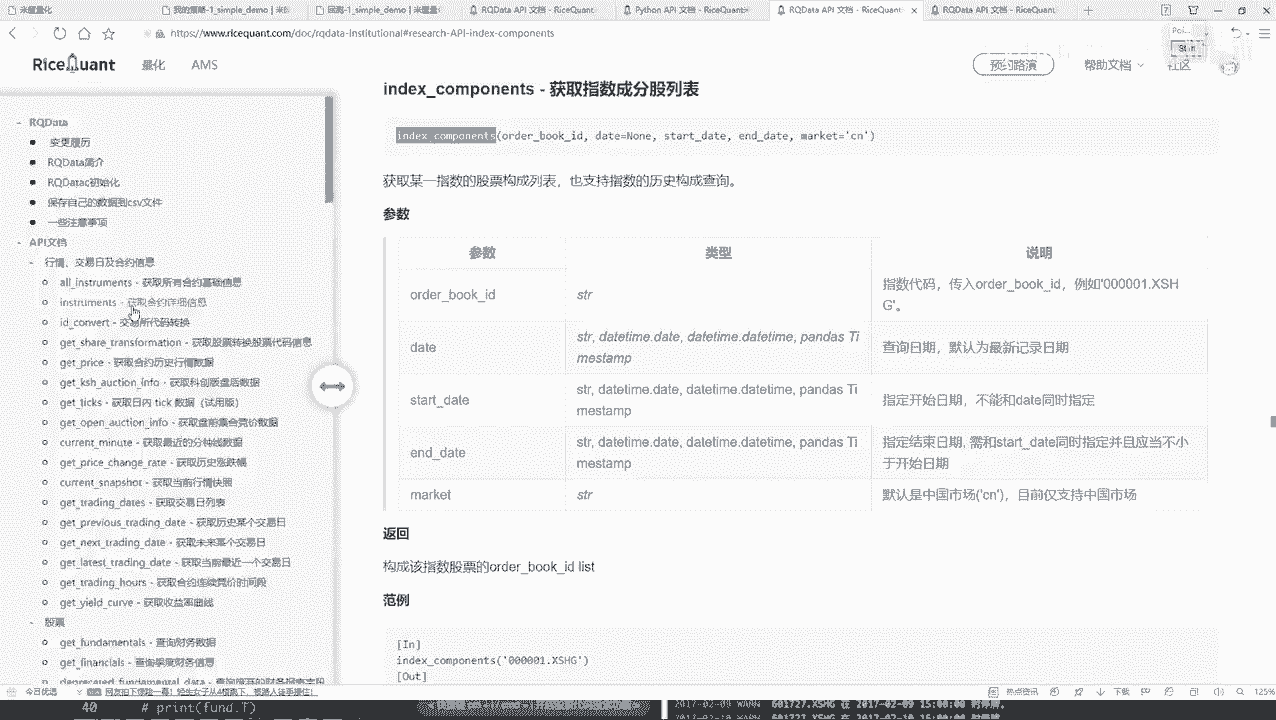 米筐量化
我的策略-1_simple_demo | 米筐
回测-1_simple_demo | 米筐量
RQData API 文档 - RiceQuant
Python API 文档 - RiceQuant
RQData API 文档 - RiceQuant
RQData API 文档 - RiceQuant
https://www.ricequant.com/doc/rqdata-institutional#research-API-index-components
RiceQuant 量化 AMS
预约路演 帮助文档 社区
Start
RQData
变更履历
RQData简介
RQDatac初始化
保存自己的数据到csv文件
一些注意事项
API文档
行情、交易日及合约信息
all_instruments - 获取所有合约基础信息
instruments - 获取合约详细信息
id_convert - 交易所代码转换
get_share_transformation - 获取股票转换股票代码信息
get_price - 获取合约历史行情数据
get_ksh_auction_info - 获取科创版盘后数据
get_ticks - 获取日内 tick 数据（试用版）
get_open_auction_info - 获取盘前集合竞价数据
current_minute - 获取最近的分钟线数据
get_price_change_rate - 获取历史涨跌幅
current_snapshot - 获取当前行情快照
get_trading_dates - 获取交易日列表
get_previous_trading_date - 获取历史某个交易日
get_next_trading_date - 获取未来某个交易日
get_latest_trading_date - 获取当前最近一个交易日
get_trading_hours - 获取合约连续竞价时间段
get_yield_curve - 获取收益率曲线
股票
get_fundamentals - 查询财务数据
get_financials - 查询季度财务信息
index_components - 获取指数成分股列表
index_components(order_book_id, date=None, start_date, end_date, market='cn')
获取某一指数的股票构成列表，也支持指数的历史构成查询。
参数
参数 类型 说明
order_book_id str 指数代码，传入order_book_id，例如'000001.XSH
G'。
date str, datetime.date, datetime.datetime, pandas Ti
mestamp 查询日期，默认为最新记录日期
start_date str, datetime.date, datetime.datetime, pandas Ti
mestamp 指定开始日期，不能和date同时指定
end_date str, datetime.date, datetime.datetime, pandas Ti
mestamp 指定结束日期, 需和start_date同时指定并且应当不小
于开始日期
market str 默认是中国市场('cn')，目前仅支持中国市场
返回
构成该指数股票的order_book_id list
范例
[In]
index_components('000001.XSHG')
[Out]
今日优选
热点资讯 下载 125%
40 # print(fund.T)